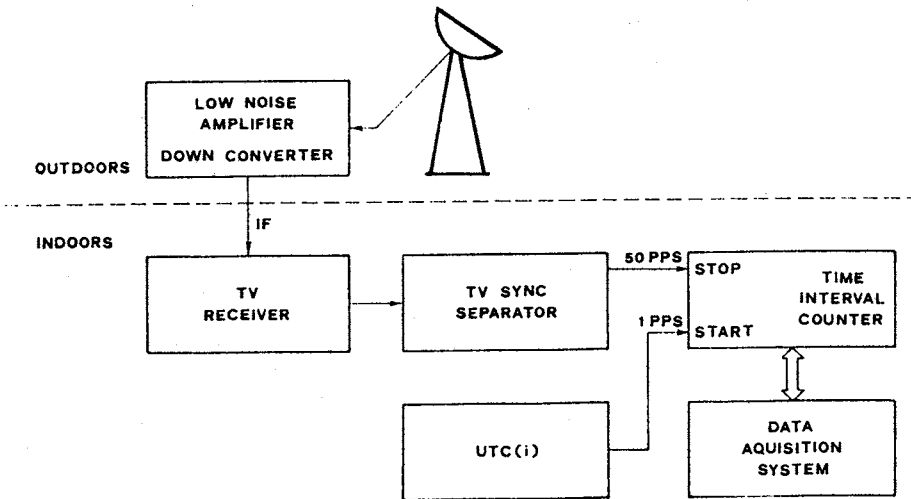 LOW NOISE
AMPLIFIER
DOWN CONVERTER
OUTDOORS
IF
INDOORS
TV
RECEIVER
TV SYNC
SEPARATOR
50 PPS
STOP
1 PPS
START
TIME
INTERVAL
COUNTER
UTC(i)
DATA
AQUISITION
SYSTEM